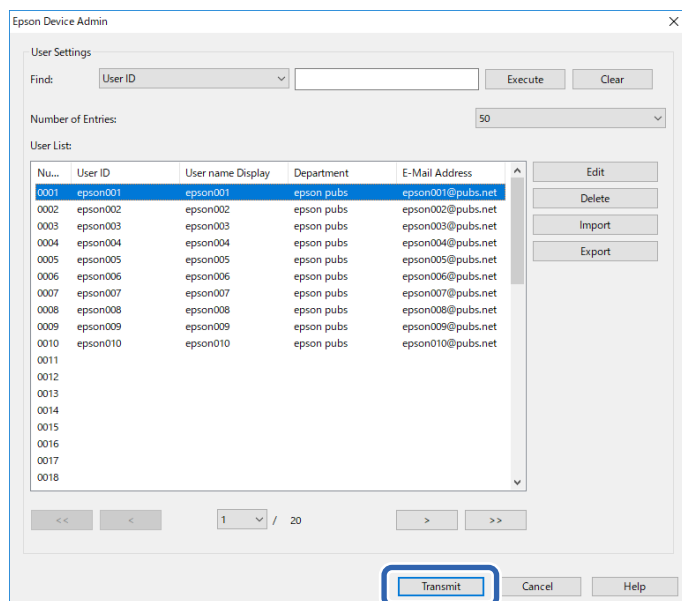 Epson Device Admin
User Settings
Find: User ID Execute Clear
Number of Entries: 50
User List:
Nu... User ID User name Display Department E-Mail Address Edit
0001 epson001 epson001 epson pubs epson001@pubs.net Delete
0002 epson002 epson002 epson pubs epson002@pubs.net
0003 epson003 epson003 epson pubs epson003@pubs.net Import
0004 epson004 epson004 epson pubs epson004@pubs.net
0005 epson005 epson005 epson pubs epson005@pubs.net Export
0006 epson006 epson006 epson pubs epson006@pubs.net
0007 epson007 epson007 epson pubs epson007@pubs.net
0008 epson008 epson008 epson pubs epson008@pubs.net
0009 epson009 epson009 epson pubs epson009@pubs.net
0010 epson010 epson010 epson pubs epson010@pubs.net
0011
0012
0013
0014
0015
0016
0017
0018
<< < 1 / 20 > >>
Transmit Cancel Help